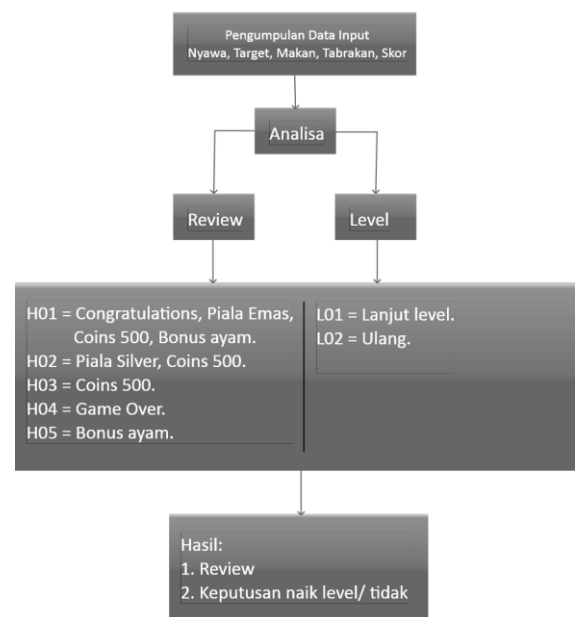 Pengumpulan Data Input
Nyawa, Target, Makan, Tabrakan, Skor
Analisa
Review
Level
H01 = Congratulations, Piala Emas,
Coins 500, Bonus ayam.
H02 = Piala Silver, Coins 500.
H03 = Coins 500.
H04 = Game Over.
H05 = Bonus ayam.
L01 = Lanjut level.
L02 = Ulang.
Hasil:
1. Review
2. Keputusan naik level/ tidak